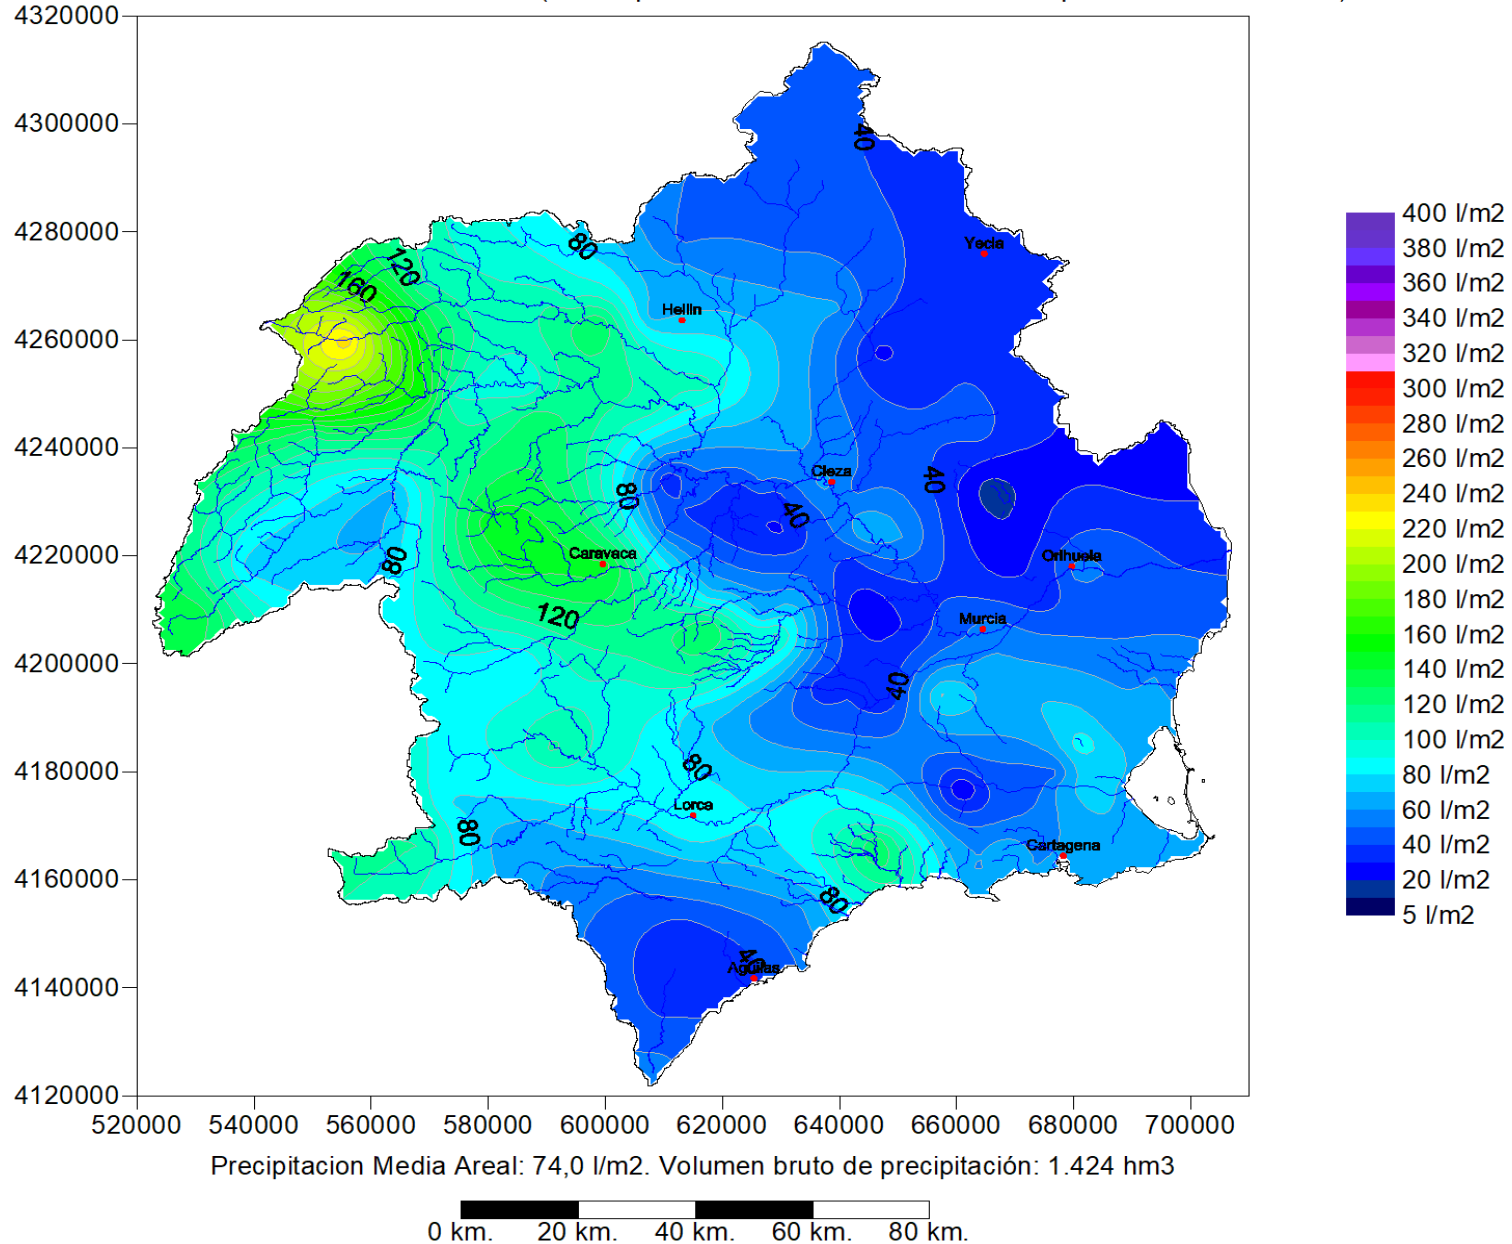 4320000
4300000
4280000
4260000
4240000
4220000
4200000
4180000
4160000
4140000
4120000
520000 540000 560000 580000 600000 620000 640000 660000 680000 700000
40
Yecla
80
120
160
Hellin
Cieza
40
80
40
80
Caravaca
Orihuela
120
Murcia
40
80
Lorca
80
Cartagena
80
40
Aguilas
400 l/m2
380 l/m2
360 l/m2
340 l/m2
320 l/m2
300 l/m2
280 l/m2
260 l/m2
240 l/m2
220 l/m2
200 l/m2
180 l/m2
160 l/m2
140 l/m2
120 l/m2
100 l/m2
80 l/m2
60 l/m2
40 l/m2
20 l/m2
5 l/m2
Precipitacion Media Areal: 74,0 l/m2. Volumen bruto de precipitación: 1.424 hm3
0 km. 20 km. 40 km. 60 km. 80 km.